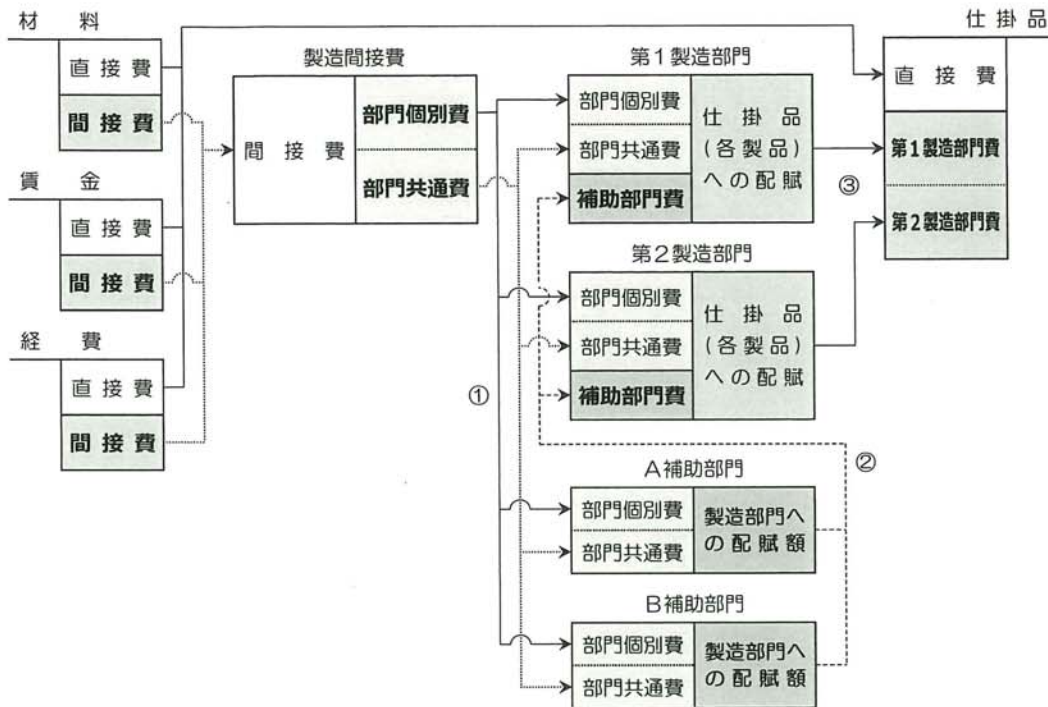 材料
直接費
間接費
賃金
直接費
間接費
経費
直接費
間接費
製造間接費
間接費
部門個別費
部門共通費
①
第1製造部門
部門個別費
部門共通費
補助部門費
仕掛品
(各製品)
への配賦
第2製造部門
部門個別費
部門共通費
補助部門費
仕掛品
(各製品)
への配賦
A補助部門
部門個別費
部門共通費
製造部門へ
の配賦額
B補助部門
部門個別費
部門共通費
製造部門へ
の配賦額
②
③
仕掛品
直接費
第1製造部門費
第2製造部門費